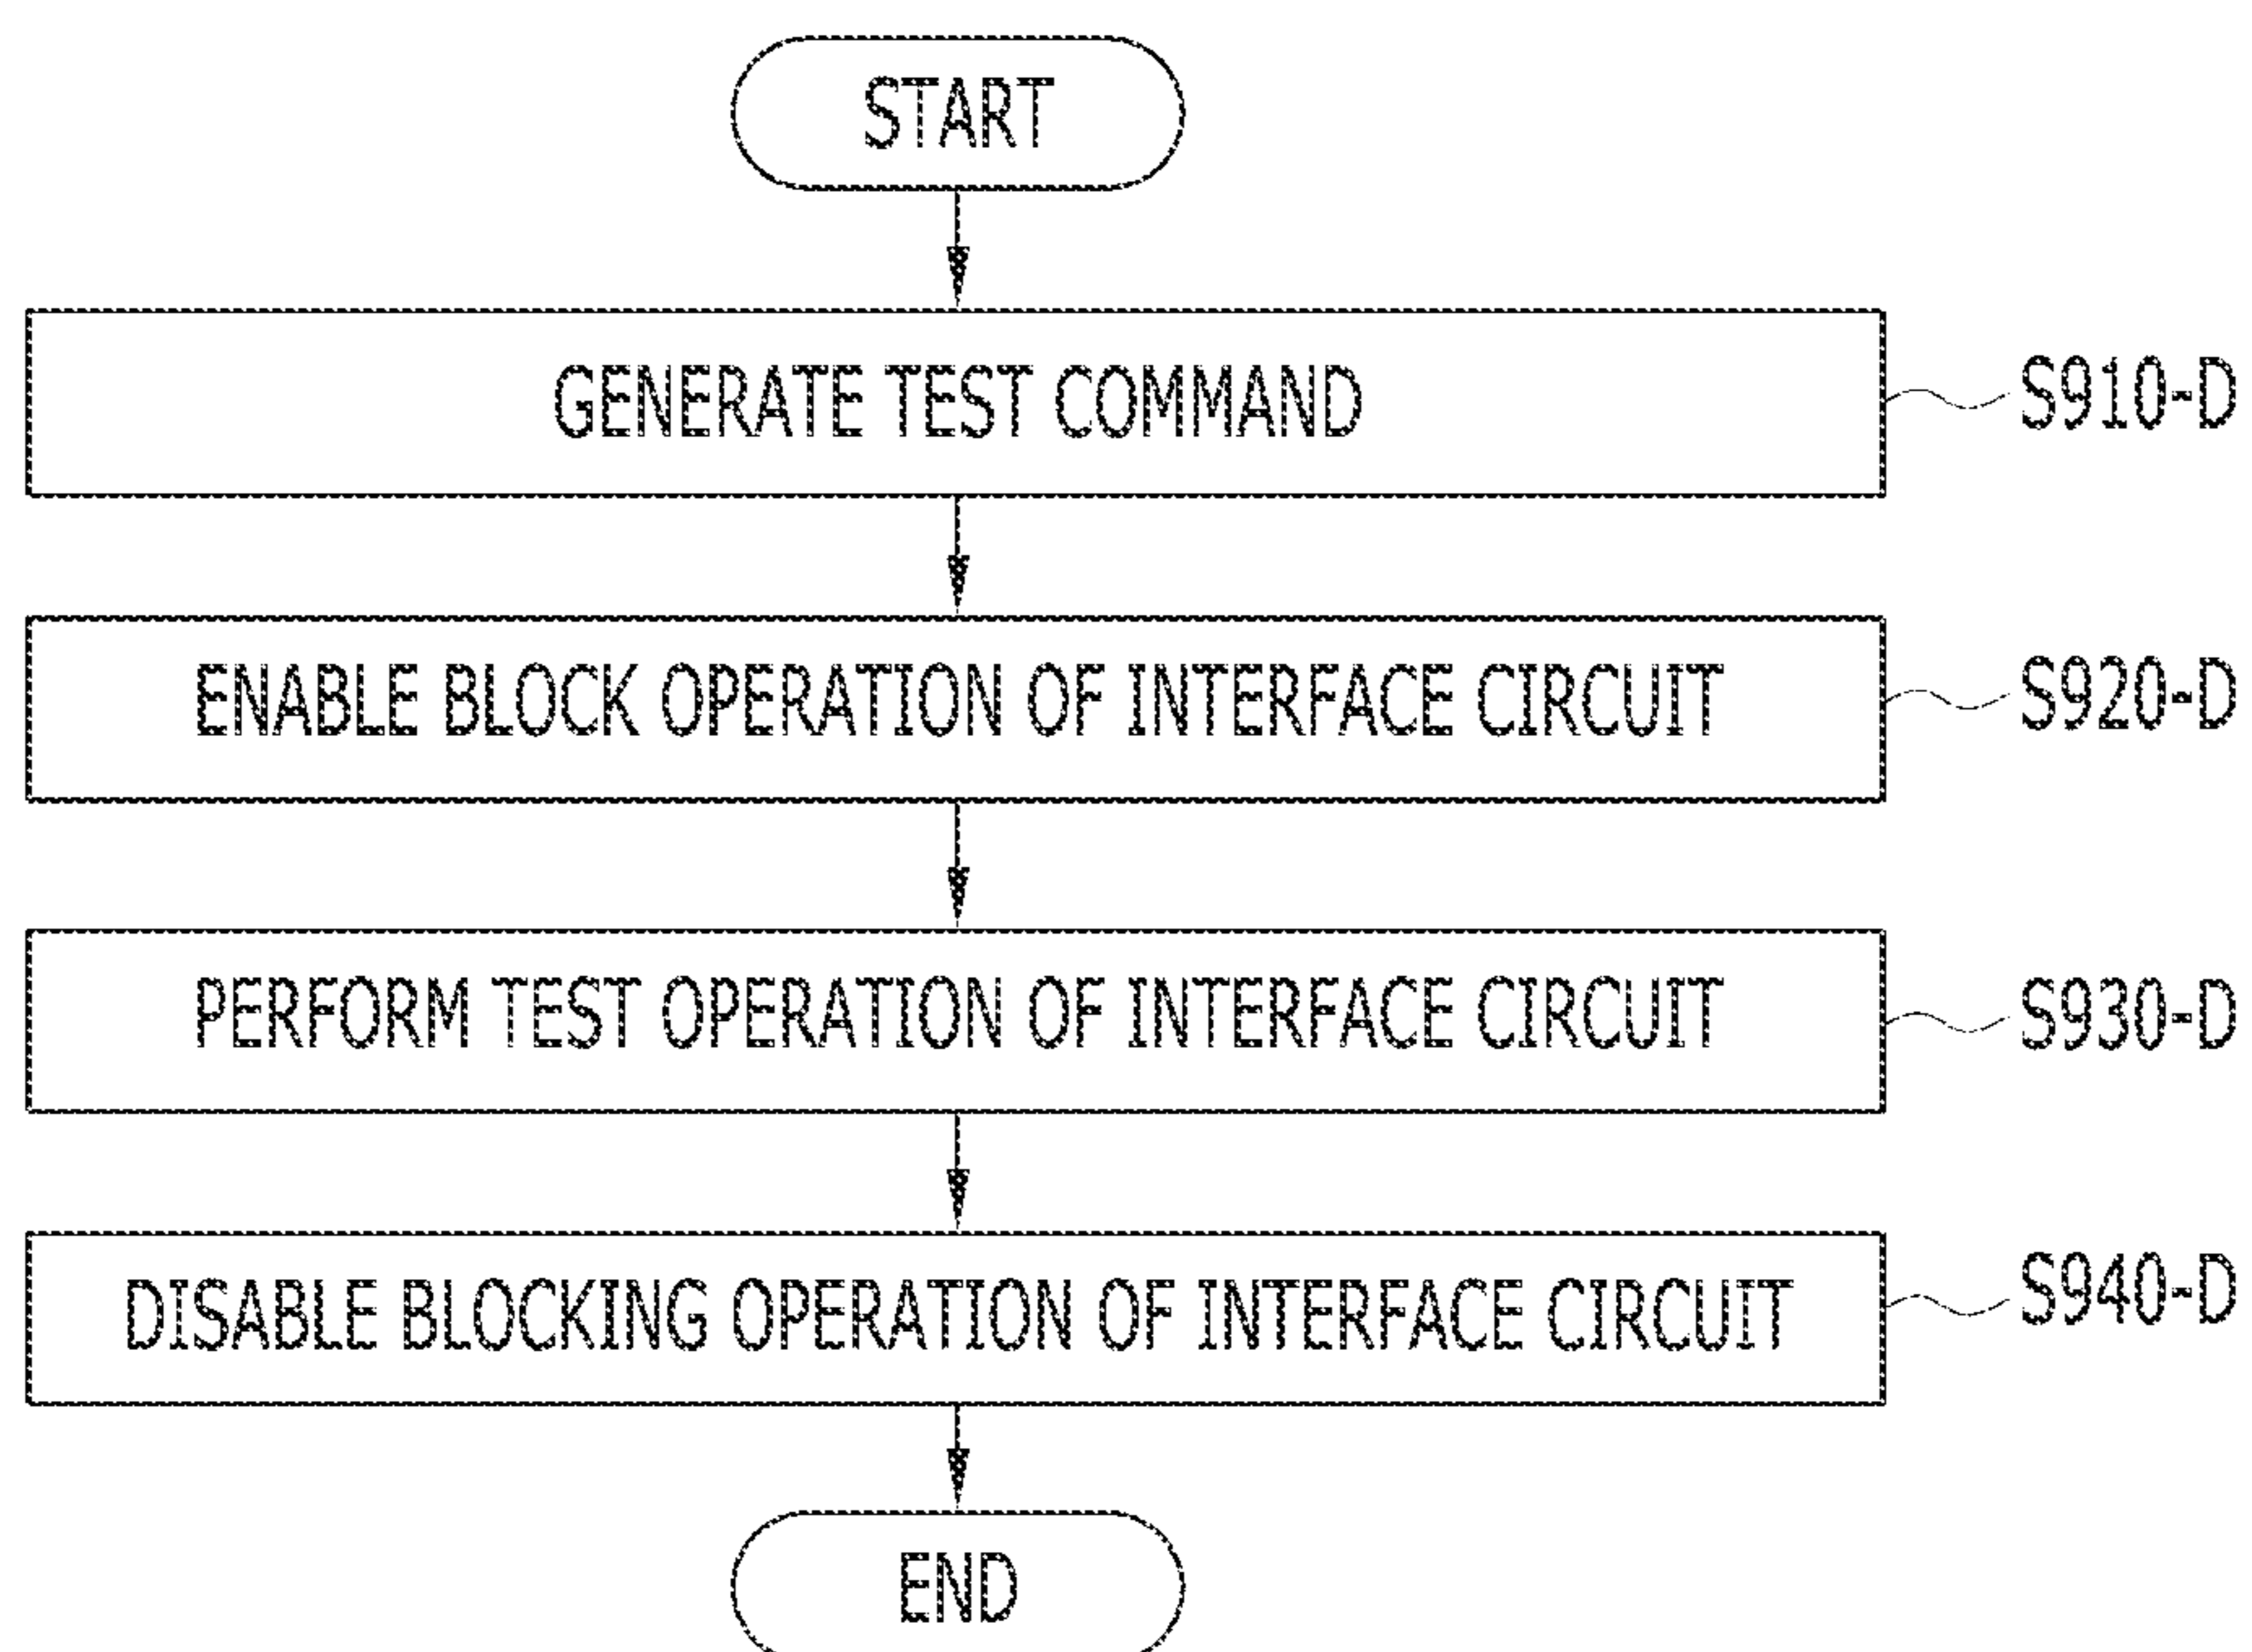 START
GENERATE TEST COMMAND
S910-D
ENABLE BLOCK OPERATION OF INTERFACE CIRCUIT
S920-D
PERFORM TEST OPERATION OF INTERFACE CIRCUIT
S930-D
DISABLE BLOCKING OPERATION OF INTERFACE CIRCUIT
S940-D
END